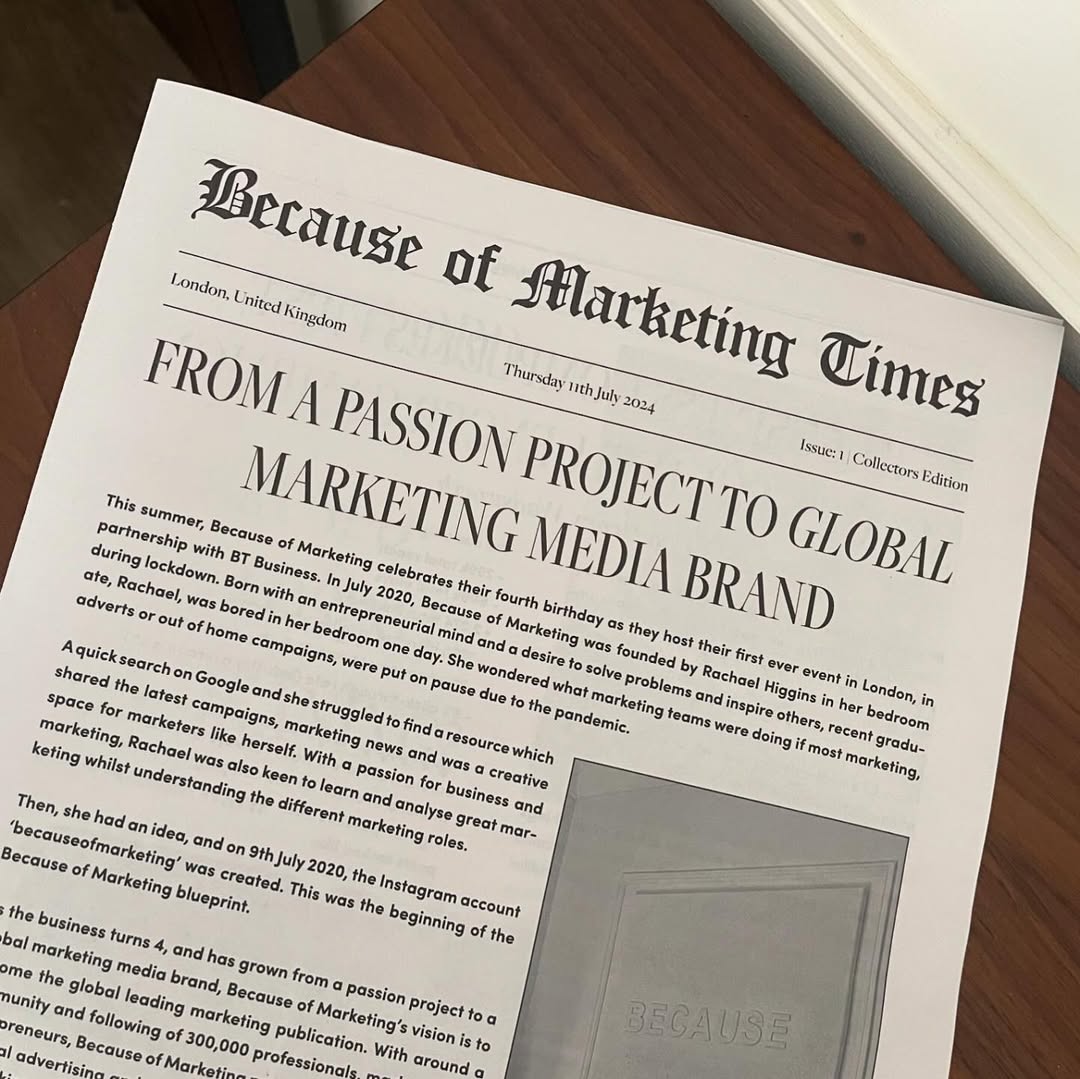 Because of Marketing Times
London, United Kingdom
Thursday 11th July 2024
Issue: 1 | Collectors Edition
FROM A PASSION PROJECT TO GLOBAL
MARKETING MEDIA BRAND
This summer, Because of Marketing celebrates their fourth birthday as they host their first ever event in London, in
partnership with BT Business. In July 2020, Because of Marketing was founded by Rachael Higgins in her bedroom
during lockdown. Born with an entrepreneurial mind and a desire to solve problems and inspire others, recent gradu-
ate, Rachael, was bored in her bedroom one day. She wondered what marketing teams were doing if most marketing,
adverts or out of home campaigns, were put on pause due to the pandemic.
A quick search on Google and she struggled to find a resource which
shared the latest campaigns, marketing news and was a creative
space for marketers like herself. With a passion for business and
marketing, Rachael was also keen to learn and analyse great mar-
keting whilst understanding the different marketing roles.
Then, she had an idea, and on 9th July 2020, the Instagram account
'becauseofmarketing' was created. This was the beginning of the
Because of Marketing blueprint.
the business turns 4, and has grown from a passion project to a
marketing media brand, Because of Marketing's vision is to
the global leading marketing publication. With around a
and following of 300,000 professionals,
Because of Marketing
advertising
BECAUSE